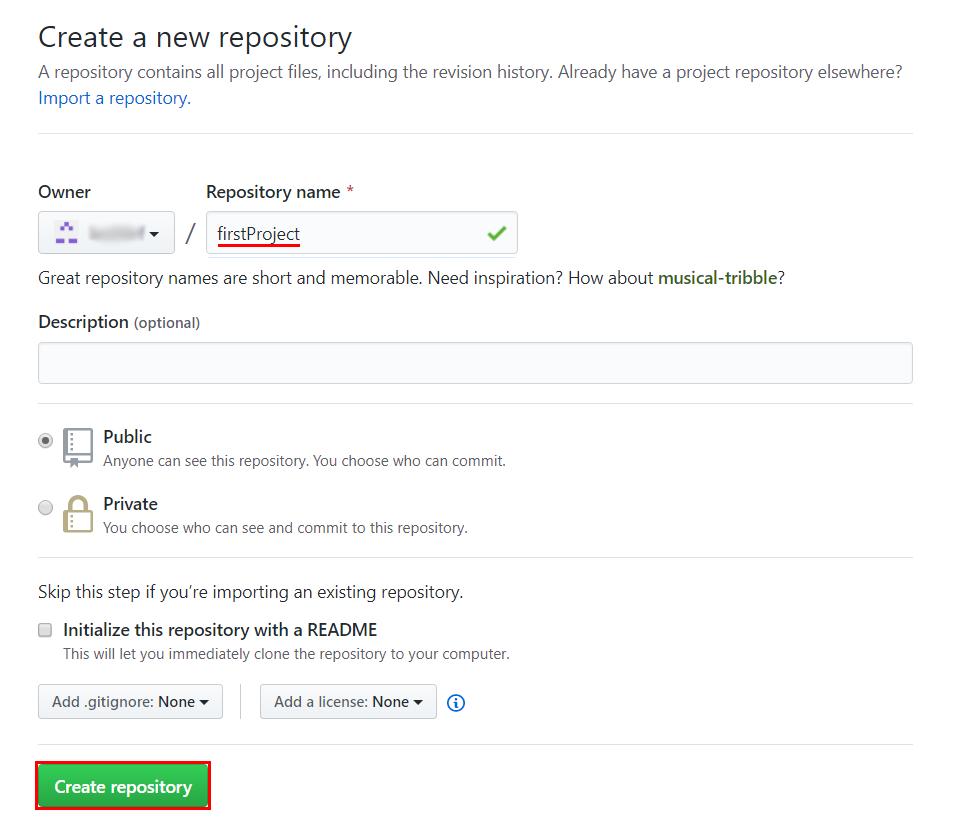 Create a new repository
A repository contains all project files, including the revision history. Already have a project repository elsewhere?
Import a repository.
Owner
Repository name *
/
firstProject
Great repository names are short and memorable. Need inspiration? How about musical-tribble?
Description (optional)
Public
Anyone can see this repository. You choose who can commit.
Private
You choose who can see and commit to this repository.
Skip this step if you’re importing an existing repository.
Initialize this repository with a README
This will let you immediately clone the repository to your computer.
Add .gitignore: None
Add a license: None
Create repository